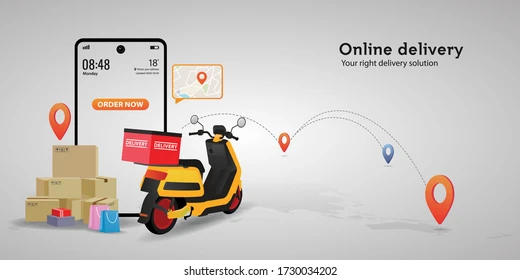 08:48
Monday
18°
ORDER NOW
DELIVERY
DELIVERY
Online delivery
Your right delivery solution
shutterstock.com · 1730034202